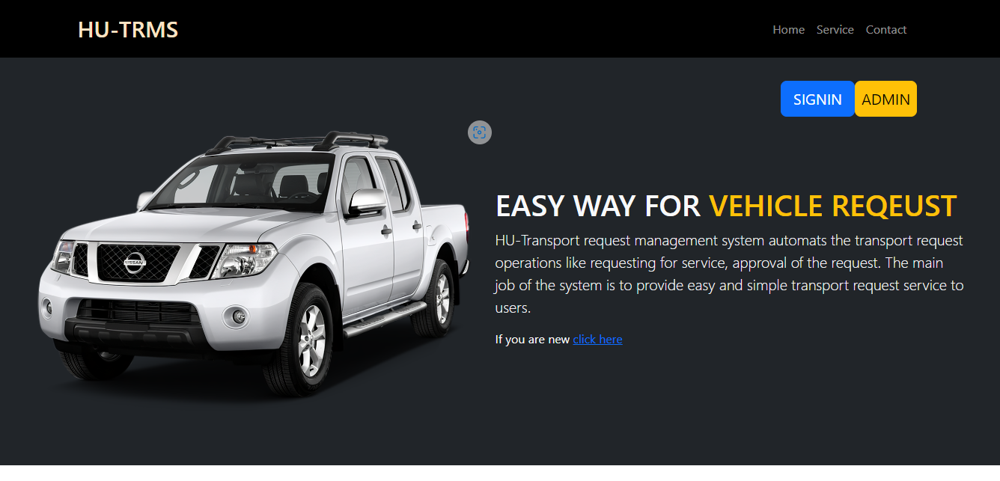 HU-TRMS
Home Service Contact
SIGNIN ADMIN
EASY WAY FOR VEHICLE REQEUST
HU-Transport request management system automats the transport request
operations like requesting for service, approval of the request. The main
job of the system is to provide easy and simple transport request service to
users.
If you are new click here
NISSAN